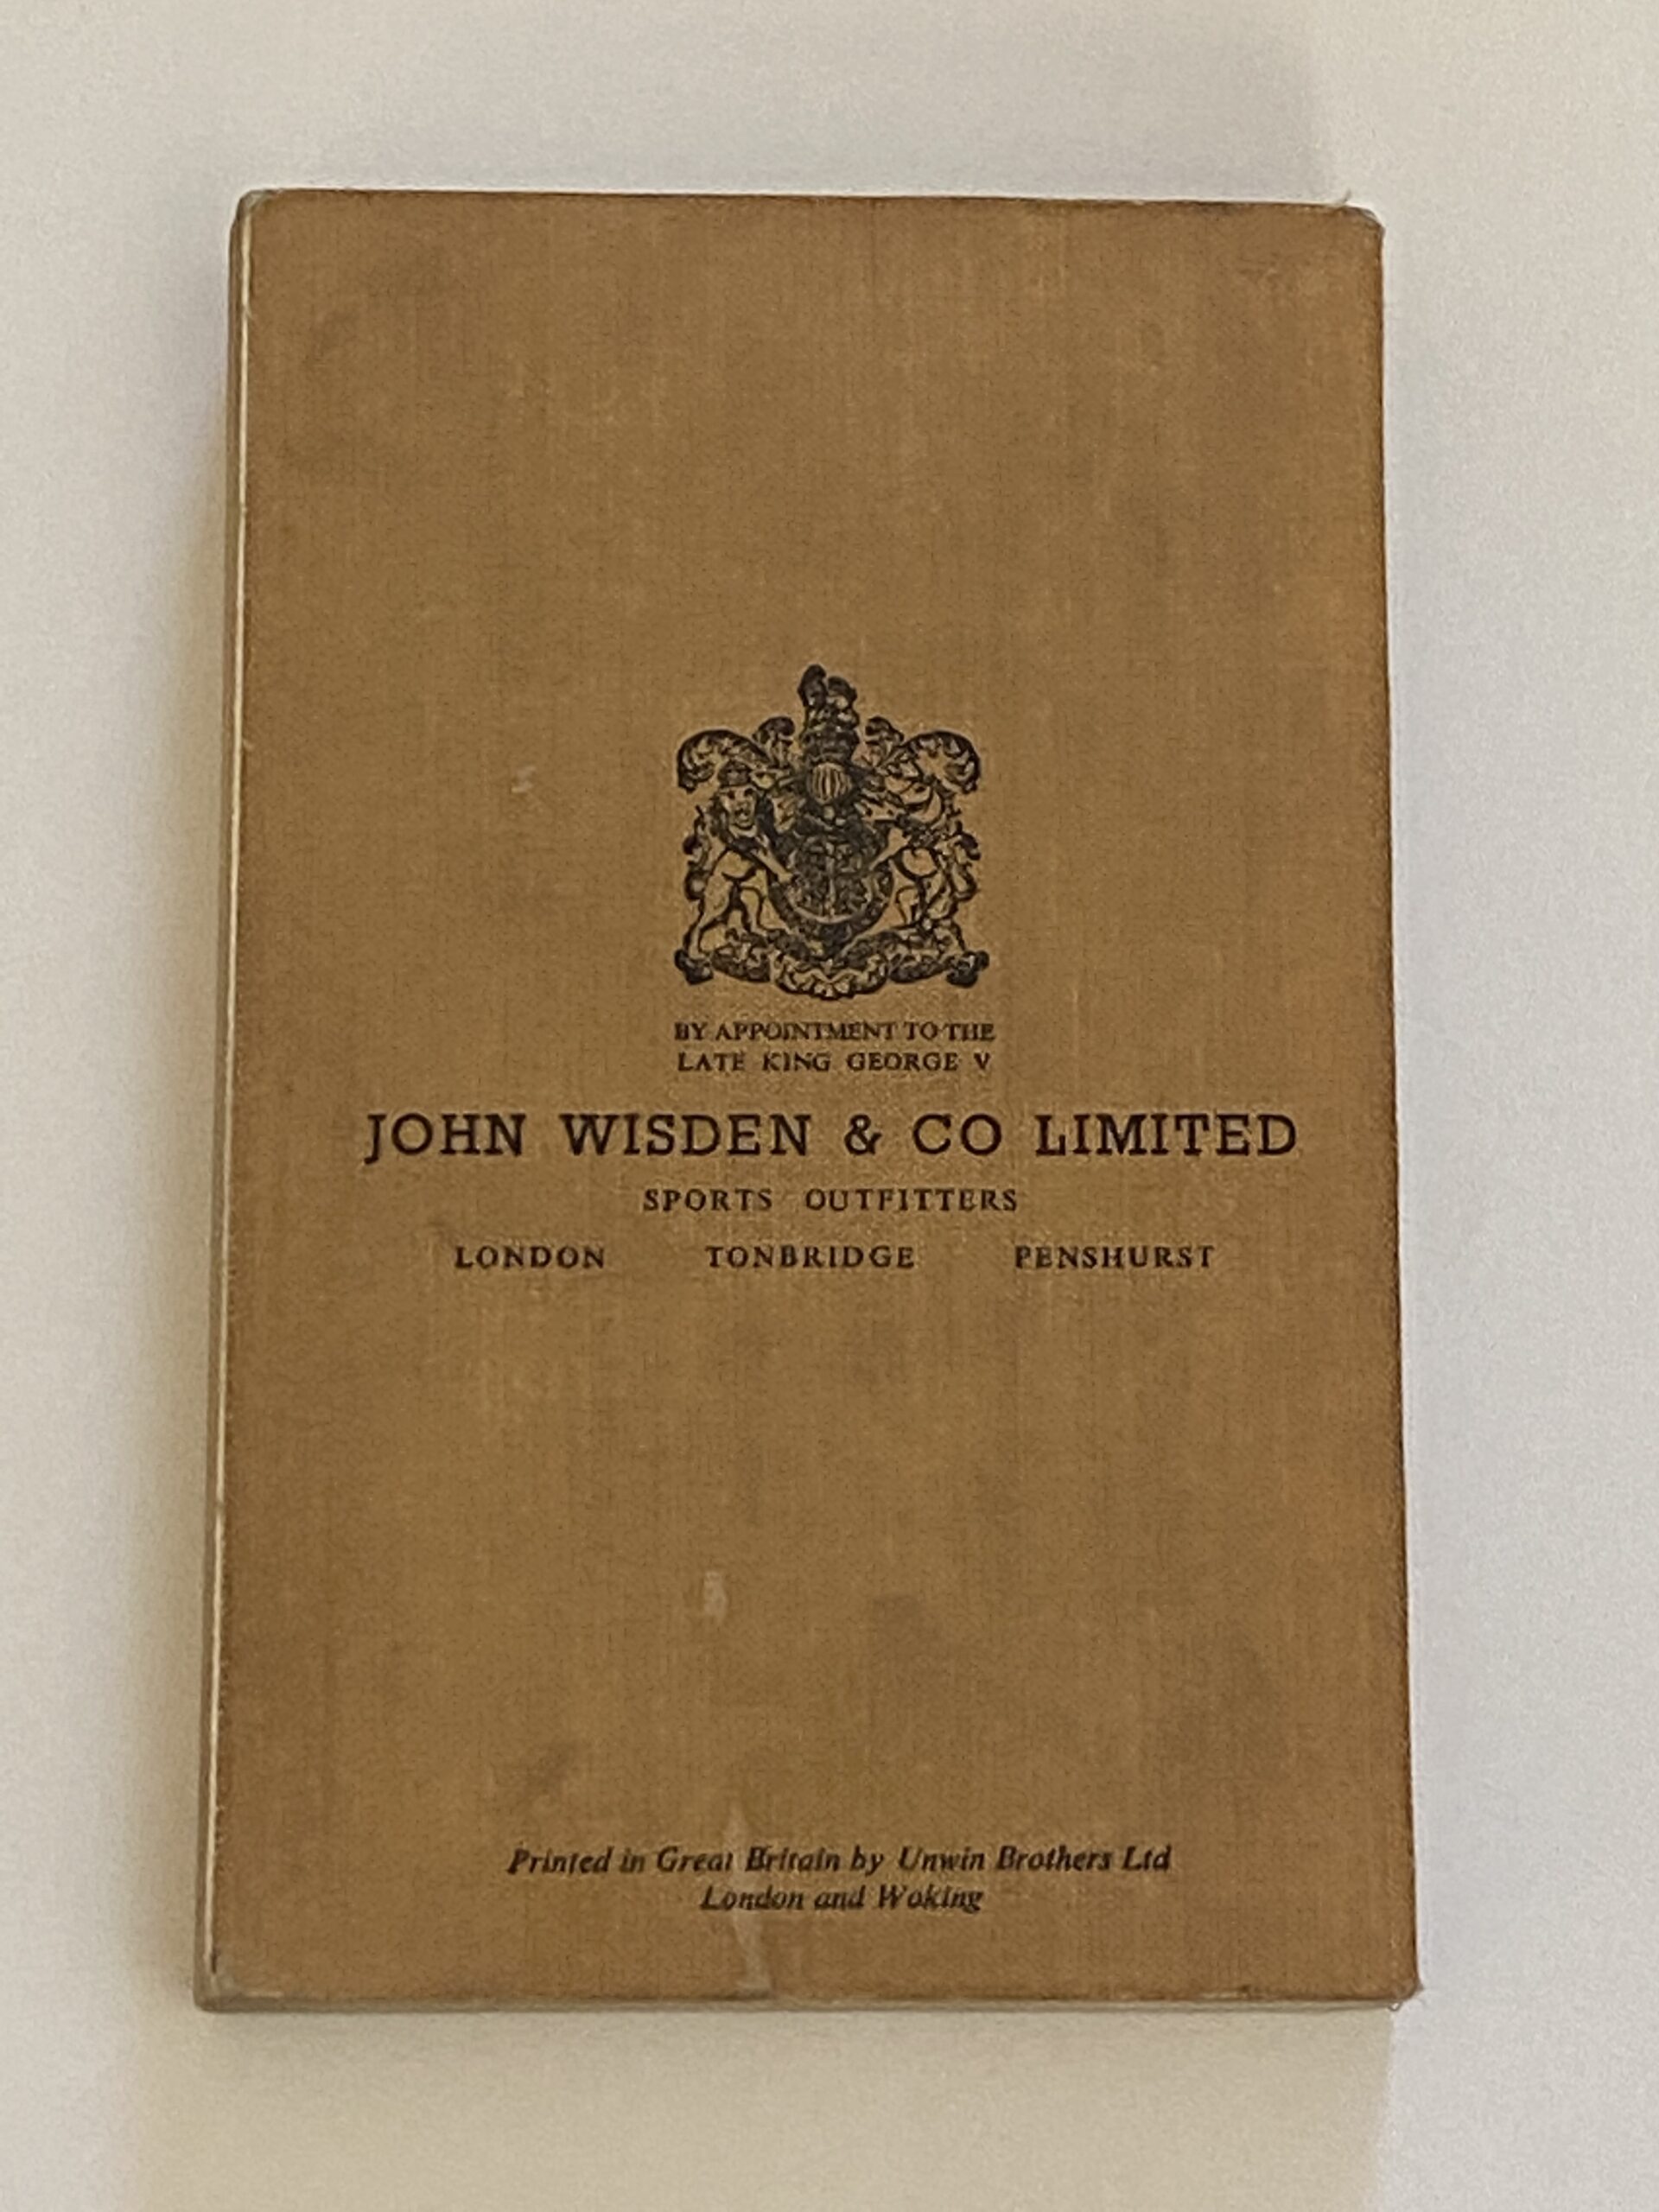 BY APPOINTMENT TO THE
LATE KING GEORGE V
JOHN WISDEN & CO LIMITED
SPORTS OUTFITTERS
LONDON TONBRIDGE PENSHURST
Printed in Great Britain by Unwin Brothers Ltd
London and Woking